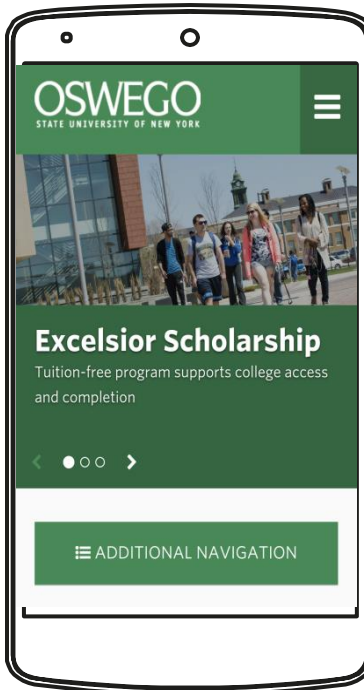 OSWEGO
STATE UNIVERSITY OF NEW YORK
Excelsior Scholarship
Tuition-free program supports college access
and completion
ADDITIONAL NAVIGATION